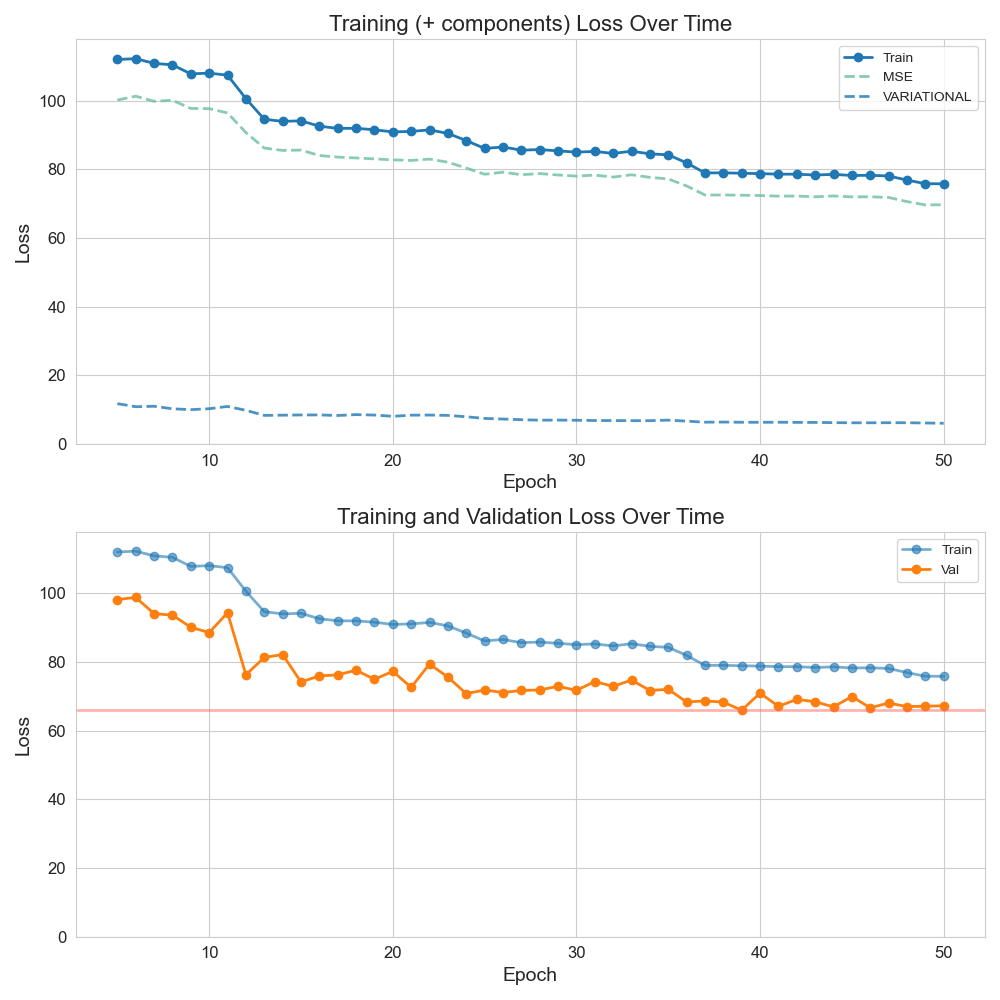 Training (+ components) Loss Over Time
Train
MSE
VARIATIONAL
100
80
60
40
20
0
Loss
10 20 30 40 50
Epoch
Training and Validation Loss Over Time
Train
Val
100
80
60
40
20
0
Loss
10 20 30 40 50
Epoch